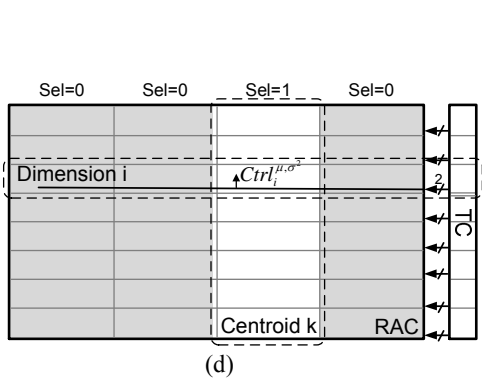 Sel=0 Sel=0 Sel=1 Sel=0
Dimension i
Ctrl_i^{μ,σ²}
2
TC
Centroid k
RAC
(d)